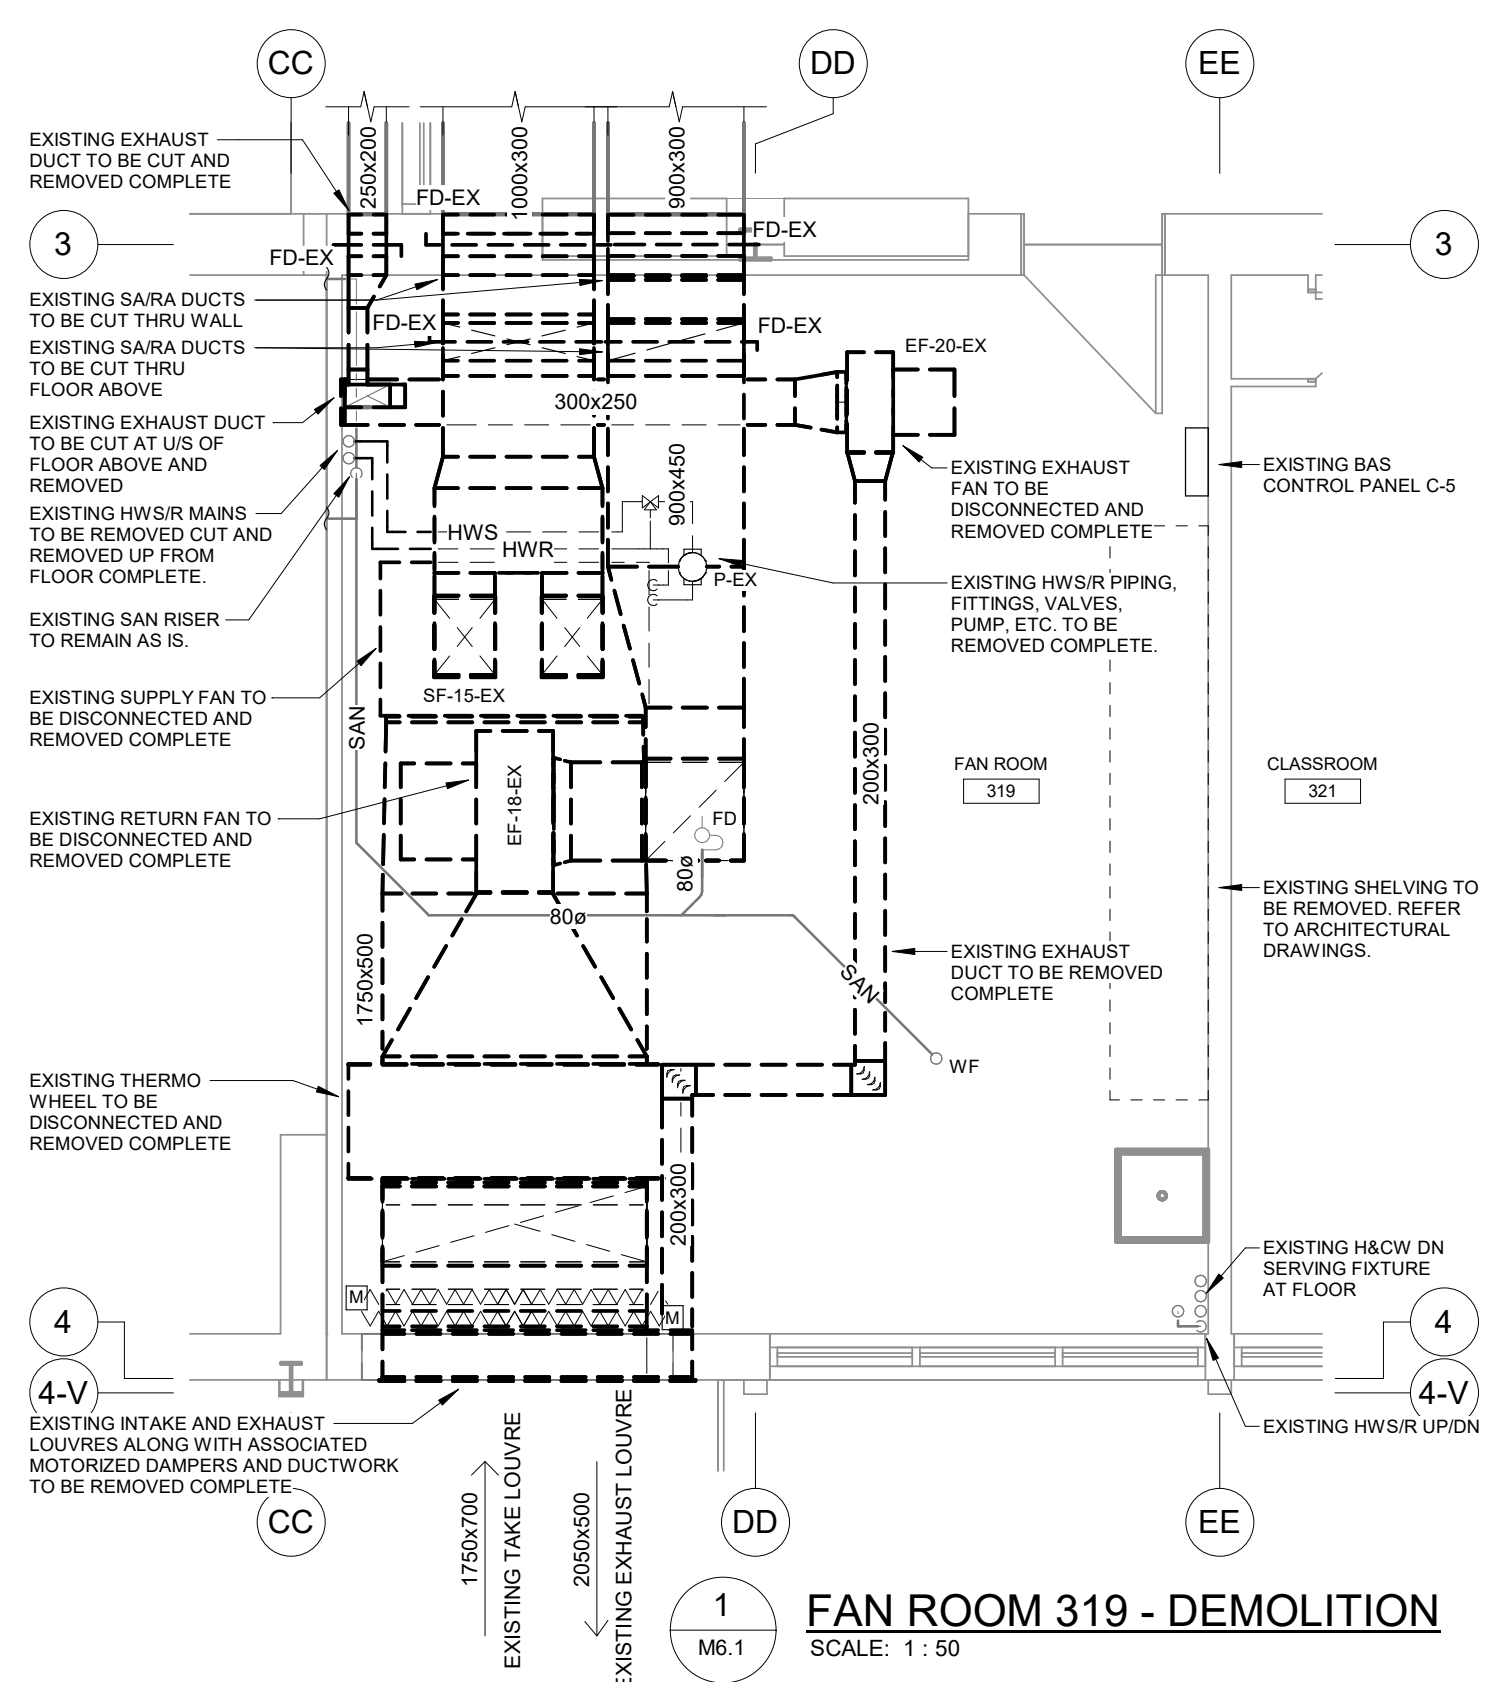 CC
DD
EE
EXISTING EXHAUST
DUCT TO BE CUT AND
REMOVED COMPLETE
250x200
1000x300
900x300
FD-EX
FD-EX
FD-EX
3
3
EXISTING SA/RA DUCTS
TO BE CUT THRU WALL
EXISTING SA/RA DUCTS
TO BE CUT THRU
FLOOR ABOVE
FD-EX
FD-EX
EF-20-EX
300x250
EXISTING EXHAUST DUCT
TO BE CUT AT U/S OF
FLOOR ABOVE AND
REMOVED
EXISTING HWS/R MAINS
TO BE REMOVED CUT AND
REMOVED UP FROM
FLOOR COMPLETE.
900x450
HWS
HWR
P-EX
EXISTING EXHAUST
FAN TO BE
DISCONNECTED AND
REMOVED COMPLETE
EXISTING BAS
CONTROL PANEL C-5
EXISTING HWS/R PIPING,
FITTINGS, VALVES,
PUMP, ETC. TO BE
REMOVED COMPLETE.
EXISTING SAN RISER
TO REMAIN AS IS.
EXISTING SUPPLY FAN TO
BE DISCONNECTED AND
REMOVED COMPLETE
SF-15-EX
SAN
200x300
FAN ROOM
319
CLASSROOM
321
EXISTING RETURN FAN TO
BE DISCONNECTED AND
REMOVED COMPLETE
EF-18-EX
FD
80ø
80ø
EXISTING SHELVING TO
BE REMOVED. REFER
TO ARCHITECTURAL
DRAWINGS.
1750x500
EXISTING EXHAUST
DUCT TO BE REMOVED
COMPLETE
SAN
WF
EXISTING THERMO
WHEEL TO BE
DISCONNECTED AND
REMOVED COMPLETE
200x300
EXISTING H&CW DN
SERVING FIXTURE
AT FLOOR
M
M
4
4
4-V
4-V
EXISTING INTAKE AND EXHAUST
LOUVRES ALONG WITH ASSOCIATED
MOTORIZED DAMPERS AND DUCTWORK
TO BE REMOVED COMPLETE
EXISTING HWS/R UP/DN
1750x700
EXISTING TAKE LOUVRE
2050x500
EXISTING EXHAUST LOUVRE
CC
DD
EE
1
M6.1
FAN ROOM 319 - DEMOLITION
SCALE: 1 : 50